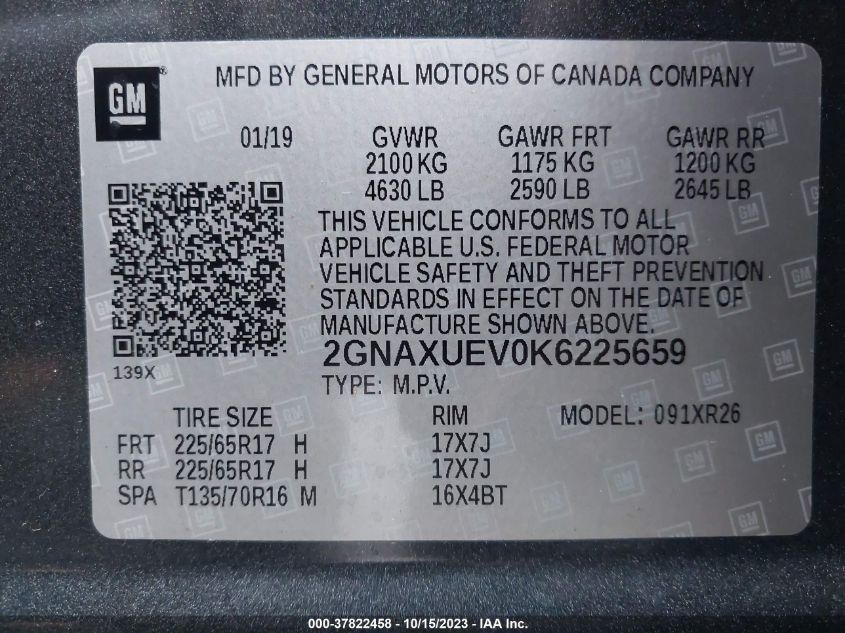 GM
MFD BY GENERAL MOTORS OF CANADA COMPANY
01/19 GVWR GAWR FRT GAWR RR
2100 KG 1175 KG 1200 KG
4630 LB 2590 LB 2645 LB
THIS VEHICLE CONFORMS TO ALL
APPLICABLE U.S. FEDERAL MOTOR
VEHICLE SAFETY AND THEFT PREVENTION
STANDARDS IN EFFECT ON THE DATE OF
MANUFACTURE SHOWN ABOVE.
2GNAXUEV0K6225659
139X
TYPE: M.P.V.
TIRE SIZE RIM MODEL: 091XR26
FRT 225/65R17 H 17X7J
RR 225/65R17 H 17X7J
SPA T135/70R16 M 16X4BT
000-37822458 - 10/15/2023 - IAA Inc.